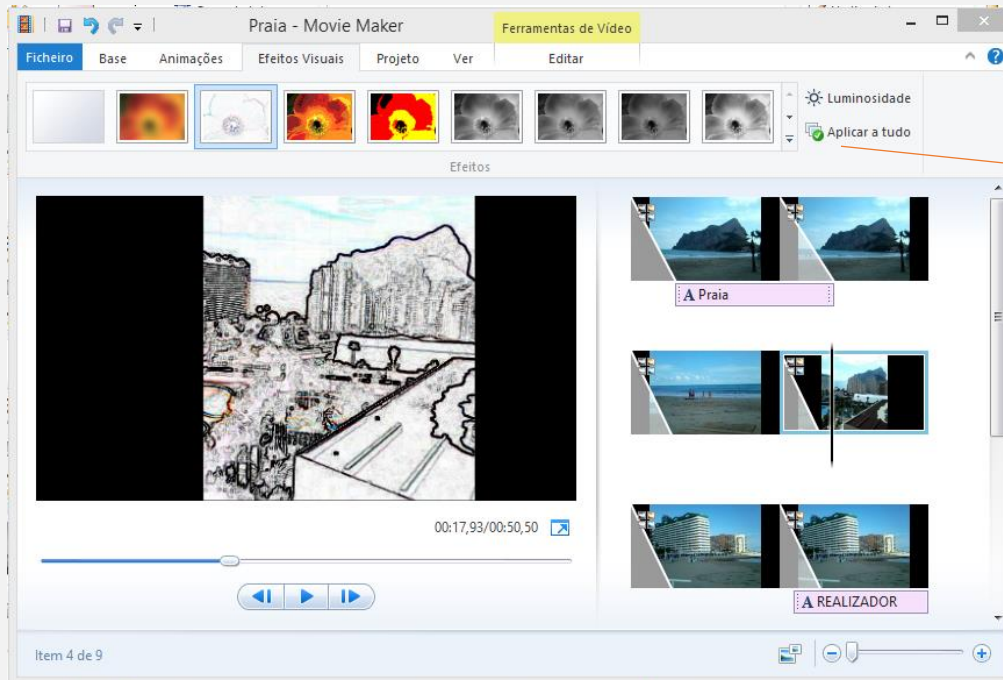 Praia - Movie Maker
Ferramentas de Vídeo
Ficheiro Base Animações Efeitos Visuais Projeto Ver Editar
Luminosidade
Aplicar a tudo
Efeitos
A Praia
00:17,93/00:50,50
A REALIZADOR
Item 4 de 9